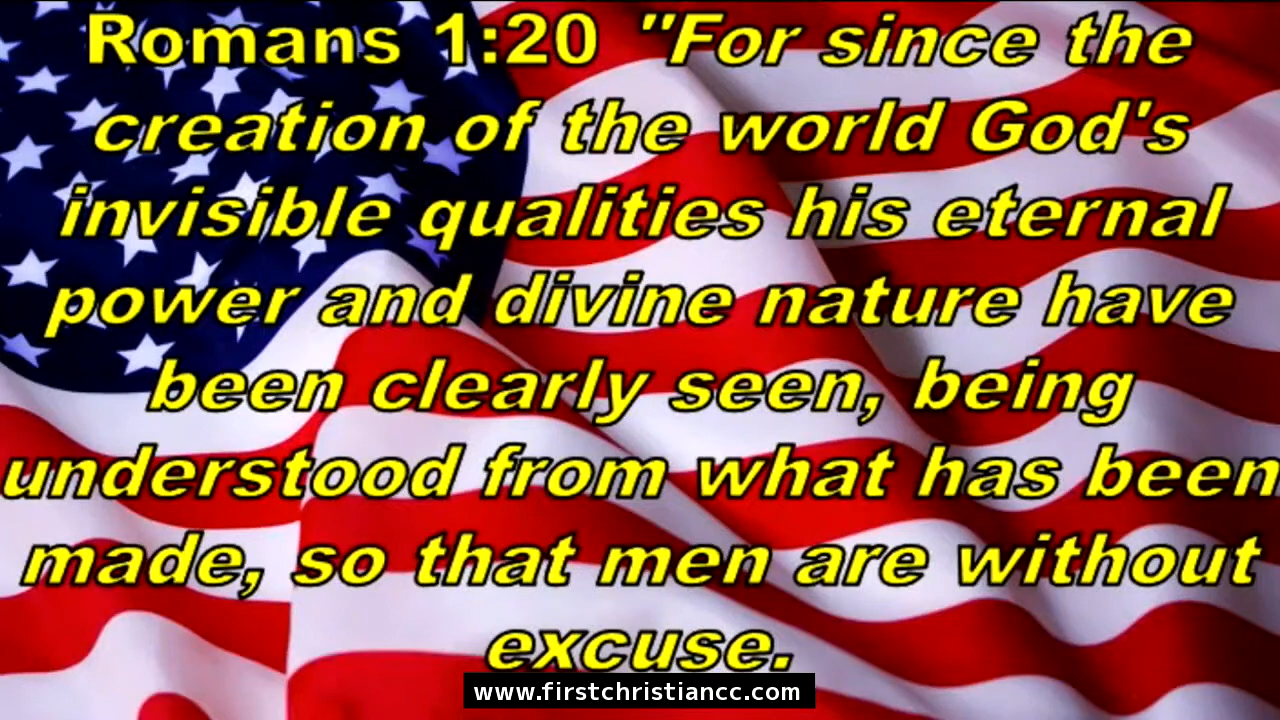 Romans 1:20 "For since the
creation of the world God's
invisible qualities his eternal
power and divine nature have
been clearly seen, being
understood from what has been
made, so that men are without
excuse.
www.firstchristiancc.com